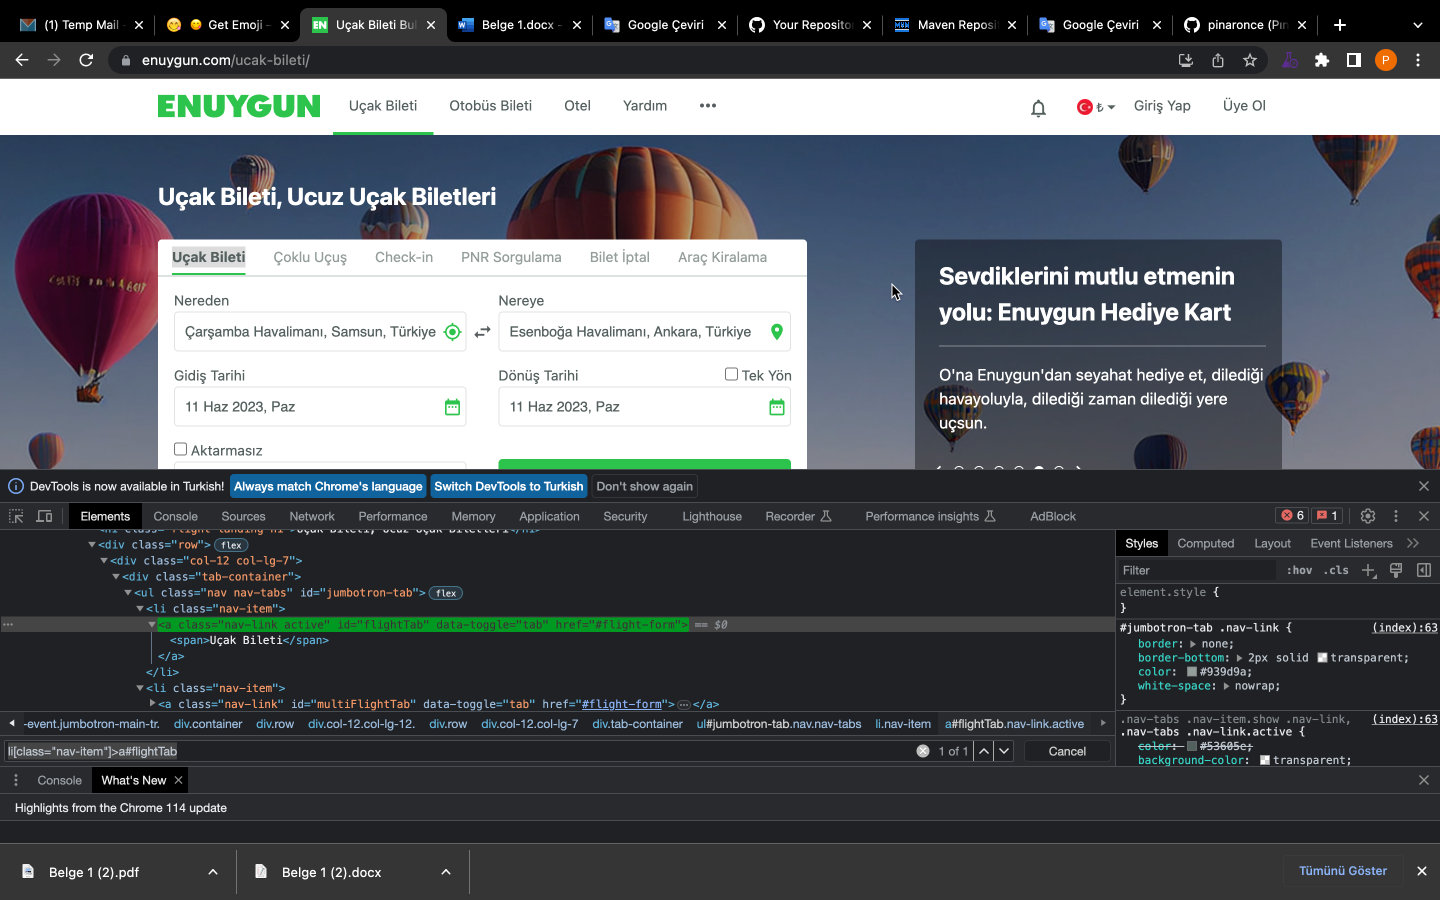 (1) Temp Mail
Get Emoji –
EN Uçak Bileti Bul
Belge 1.docx –
Google Çeviri
Your Reposito
Maven Reposi
Google Çeviri
pinaronce (Pın
enuygun.com/ucak-bileti/
P
ENUYGUN
Uçak Bileti
Otobüs Bileti
Otel
Yardım
•••
₺
Giriş Yap
Üye Ol
Uçak Bileti, Ucuz Uçak Biletleri
Uçak Bileti
Çoklu Uçuş
Check-in
PNR Sorgulama
Bilet İptal
Araç Kiralama
Nereden
Nereye
Çarşamba Havalimanı, Samsun, Türkiye
Esenboğa Havalimanı, Ankara, Türkiye
Gidiş Tarihi
Dönüş Tarihi
Tek Yön
11 Haz 2023, Paz
11 Haz 2023, Paz
Aktarmasız
Sevdiklerini mutlu etmenin
yolu: Enuygun Hediye Kart
O'na Enuygun'dan seyahat hediye et, dilediği
havayoluyla, dilediği zaman dilediği yere
uçsun.
DevTools is now available in Turkish!
Always match Chrome's language
Switch DevTools to Turkish
Don't show again
Elements
Console
Sources
Network
Performance
Memory
Application
Security
Lighthouse
Recorder
Performance insights
AdBlock
6
1
<div class="row"> flex
<div class="col-12 col-lg-7">
<div class="tab-container">
<ul class="nav nav-tabs" id="jumbotron-tab"> flex
<li class="nav-item">
<a class="nav-link active" id="flightTab" data-toggle="tab" href="#flight-form"> == $0
<span>Uçak Bileti</span>
</a>
</li>
<li class="nav-item">
<a class="nav-link" id="multiFlightTab" data-toggle="tab" href="#flight-form"> … </a>
-event.jumbotron-main-tr.
div.container
div.row
div.col-12.col-lg-12.
div.row
div.col-12.col-lg-7
div.tab-container
ul#jumbotron-tab.nav.nav-tabs
li.nav-item
a#flightTab.nav-link.active
li[class="nav-item"]>a#flightTab
1 of 1
Cancel
Styles
Computed
Layout
Event Listeners
Filter
:hov
.cls
element.style {
}
#jumbotron-tab .nav-link { (index):63
border: none;
border-bottom: 2px solid transparent;
color: #939d9a;
white-space: nowrap;
}
.nav-tabs .nav-item.show .nav-link, (index):63
.nav-tabs .nav-link.active {
color: #53605e;
background-color: transparent;
Console
What's New
Highlights from the Chrome 114 update
Belge 1 (2).pdf
Belge 1 (2).docx
Tümünü Göster